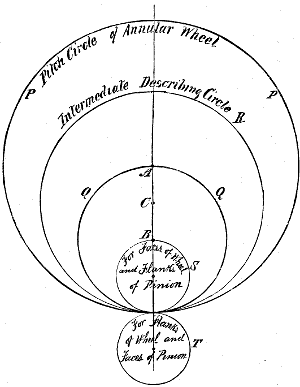 Pitch Circle of Annular Wheel
P P
Intermediate Describing Circle R.
A
Q Q
C
B
For Faces of Wheel
and Flanks
of Pinion
S
For Flanks
of Wheel and
Faces of Pinion
T